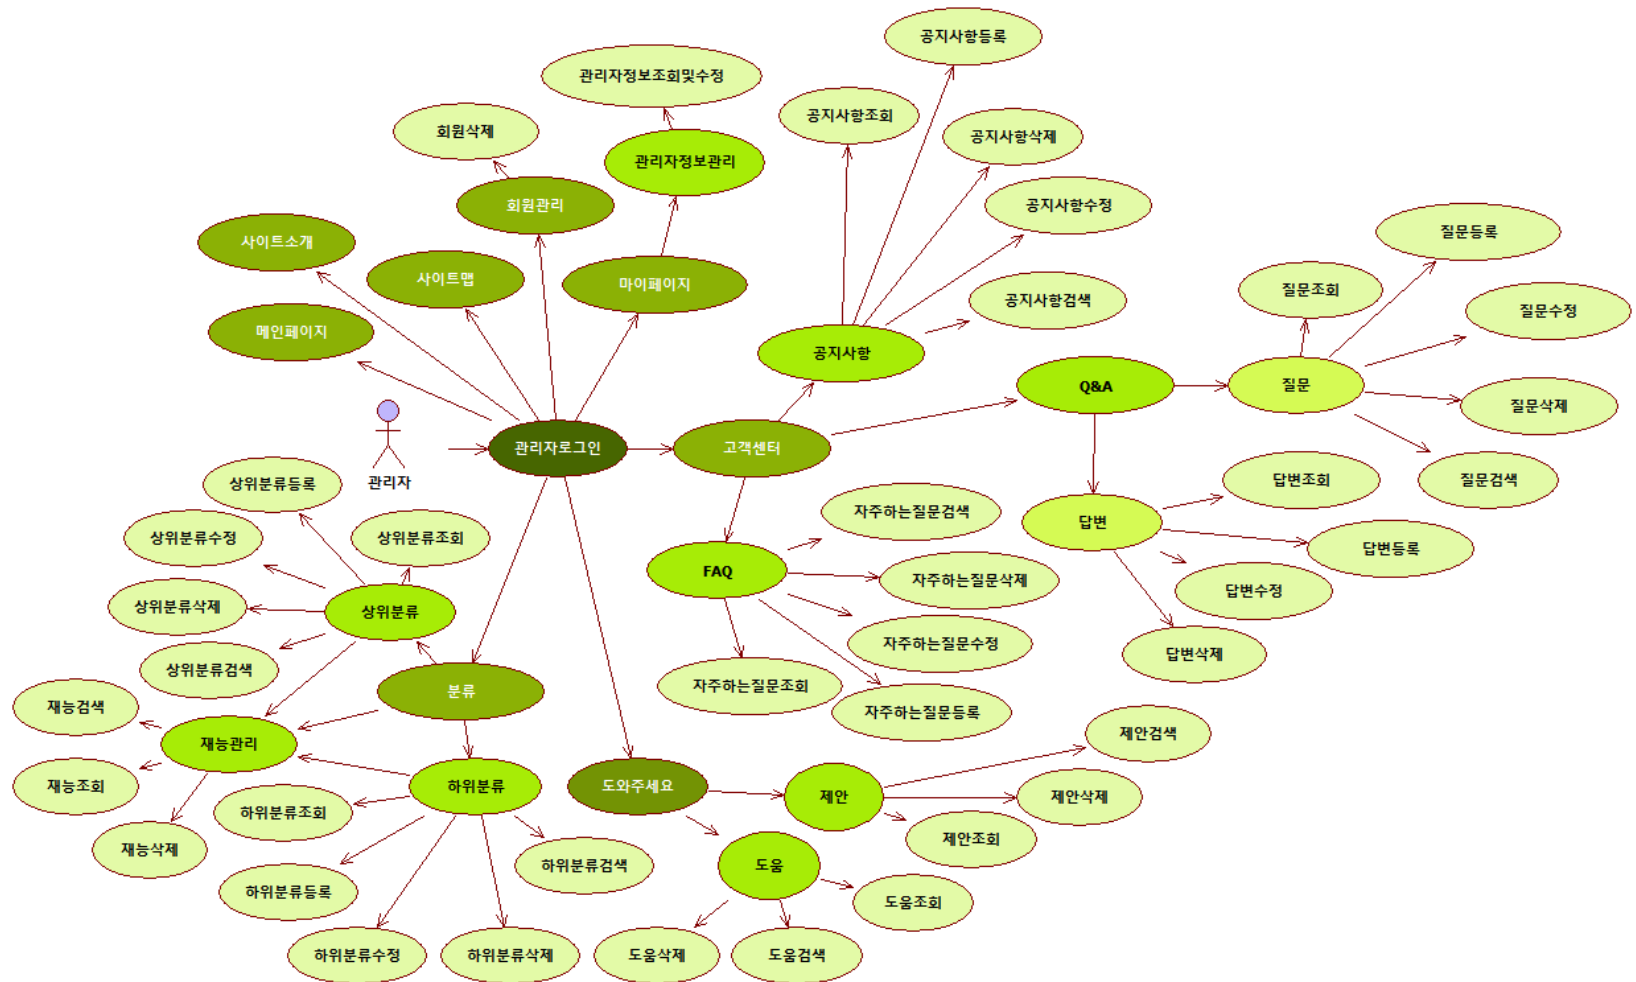 공지사항등록
관리자정보조회및수정
공지사항조회
회원삭제
공지사항삭제
관리자정보관리
회원관리
공지사항수정
사이트소개
질문등록
사이트맵
마이페이지
질문조회
공지사항검색
질문수정
메인페이지
공지사항
Q&A
질문
질문삭제
관리자로그인
고객센터
관리자
상위분류등록
답변조회
질문검색
자주하는질문검색
상위분류수정
상위분류조회
답변
답변등록
FAQ
자주하는질문삭제
답변수정
상위분류삭제
상위분류
자주하는질문수정
답변삭제
상위분류검색
분류
자주하는질문조회
재능검색
자주하는질문등록
제안검색
재능관리
재능조회
하위분류
도와주세요
제안
제안삭제
하위분류조회
제안조회
재능삭제
하위분류검색
도움
하위분류등록
도움조회
하위분류수정
하위분류삭제
도움삭제
도움검색